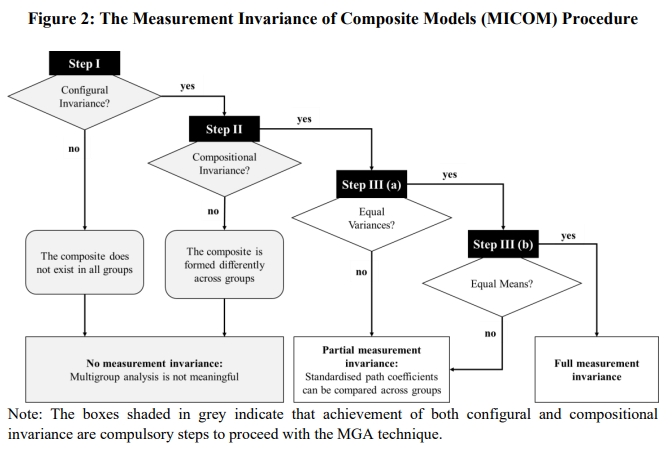 Figure 2: The Measurement Invariance of Composite Models (MICOM) Procedure
Step I
Configural
Invariance?
yes
no
Step II
Compositional
Invariance?
yes
no
Step III (a)
Equal
Variances?
yes
no
Step III (b)
Equal Means?
yes
no
The composite does
not exist in all groups
The composite is
formed differently
across groups
No measurement invariance:
Multigroup analysis is not meaningful
Partial measurement
invariance:
Standardised path coefficients
can be compared across groups
Full measurement
invariance
Note: The boxes shaded in grey indicate that achievement of both configural and compositional
invariance are compulsory steps to proceed with the MGA technique.